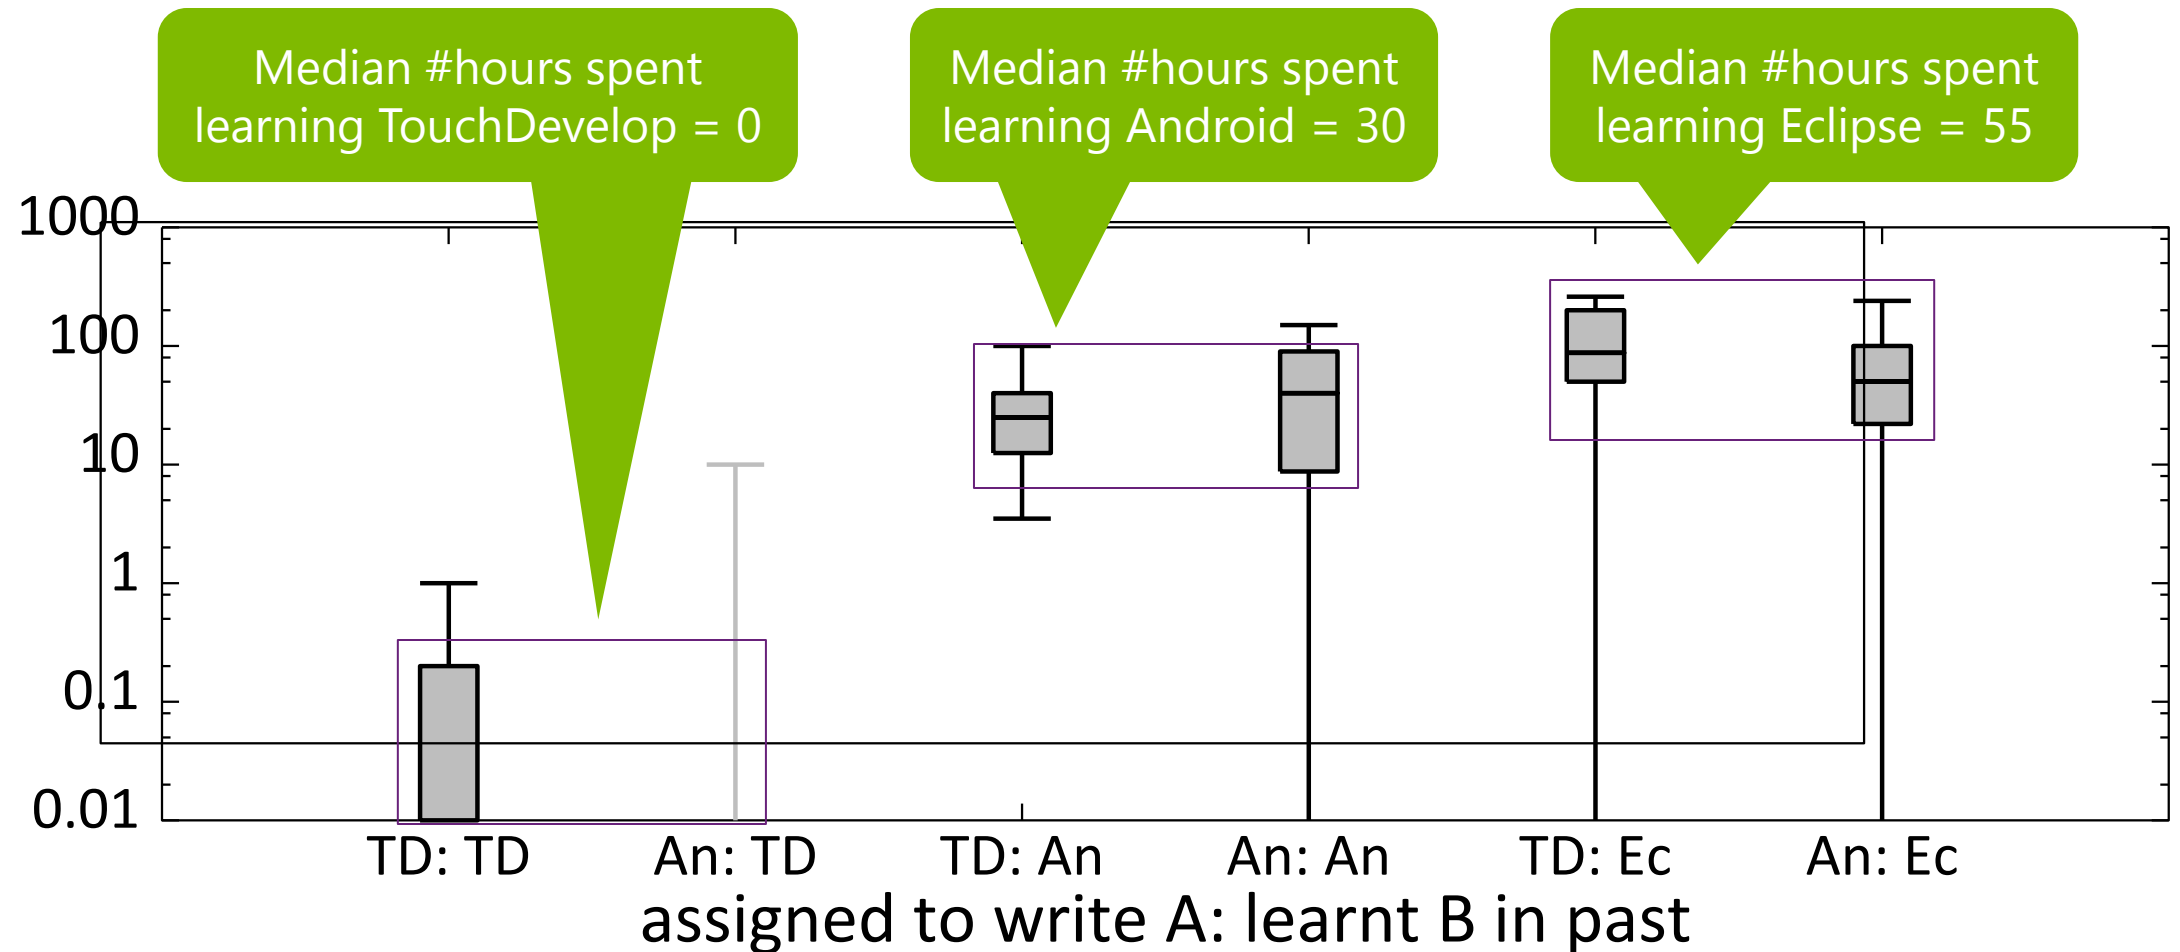 Median #hours spent
learning TouchDevelop = 0
Median #hours spent
learning Android = 30
Median #hours spent
learning Eclipse = 55
1000
100
10
1
0.1
0.01
TD: TD An: TD TD: An An: An TD: Ec An: Ec
assigned to write A: learnt B in past